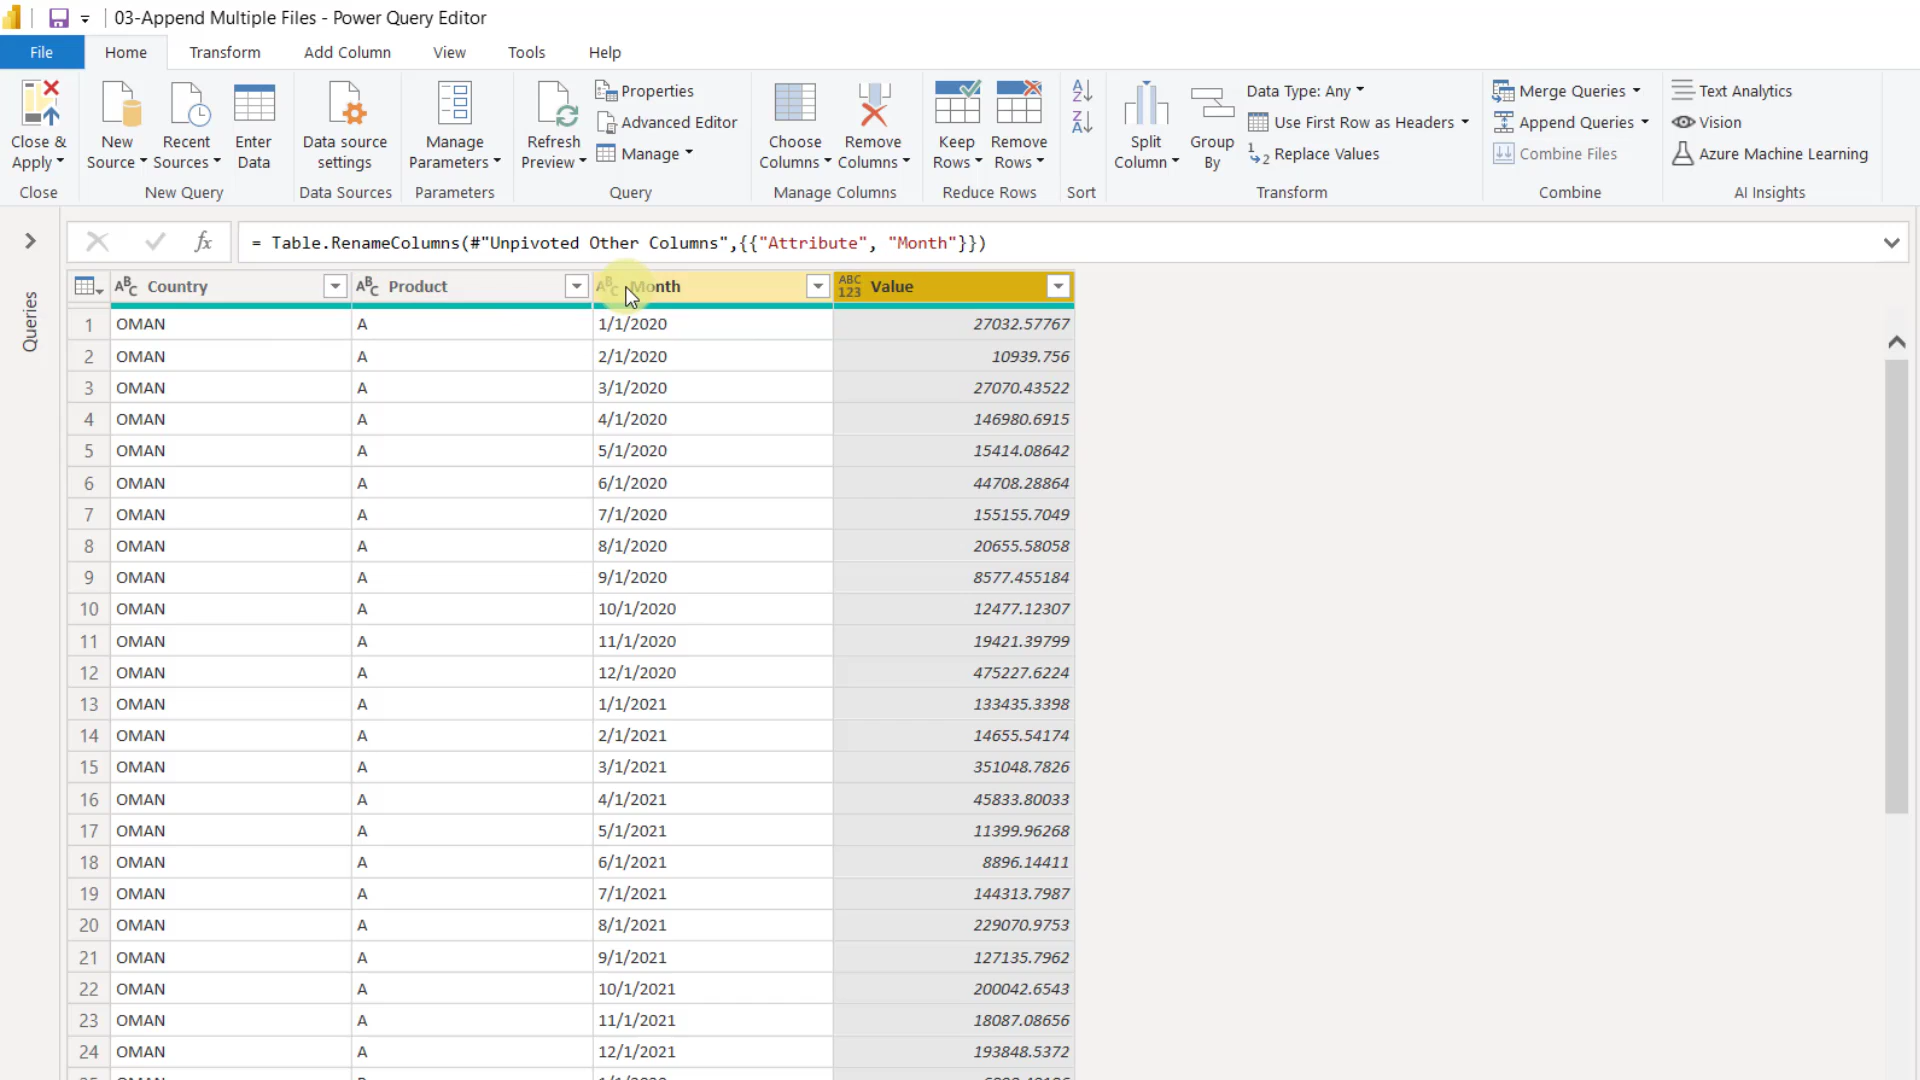 03-Append Multiple Files - Power Query Editor
File Home Transform Add Column View Tools Help
Close & Apply
Close
New Source
Recent Sources
Enter Data
New Query
Data source settings
Data Sources
Manage Parameters
Parameters
Refresh Preview
Properties
Advanced Editor
Manage
Query
Choose Columns
Remove Columns
Manage Columns
Keep Rows
Remove Rows
Reduce Rows
Sort
Split Column
Group By
Data Type: Any
Use First Row as Headers
Replace Values
Transform
Merge Queries
Append Queries
Combine Files
Combine
Text Analytics
Vision
Azure Machine Learning
AI Insights
fx = Table.RenameColumns(#"Unpivoted Other Columns",{{"Attribute", "Month"}})
Queries
ABC Country ABC Product ABC Month ABC 123 Value
1 OMAN A 1/1/2020 27032.57767
2 OMAN A 2/1/2020 10939.756
3 OMAN A 3/1/2020 27070.43522
4 OMAN A 4/1/2020 146980.6915
5 OMAN A 5/1/2020 15414.08642
6 OMAN A 6/1/2020 44708.28864
7 OMAN A 7/1/2020 155155.7049
8 OMAN A 8/1/2020 20655.58058
9 OMAN A 9/1/2020 8577.455184
10 OMAN A 10/1/2020 12477.12307
11 OMAN A 11/1/2020 19421.39799
12 OMAN A 12/1/2020 475227.6224
13 OMAN A 1/1/2021 133435.3398
14 OMAN A 2/1/2021 14655.54174
15 OMAN A 3/1/2021 351048.7826
16 OMAN A 4/1/2021 45833.80033
17 OMAN A 5/1/2021 11399.96268
18 OMAN A 6/1/2021 8896.14411
19 OMAN A 7/1/2021 144313.7987
20 OMAN A 8/1/2021 229070.9753
21 OMAN A 9/1/2021 127135.7962
22 OMAN A 10/1/2021 200042.6543
23 OMAN A 11/1/2021 18087.08656
24 OMAN A 12/1/2021 193848.5372